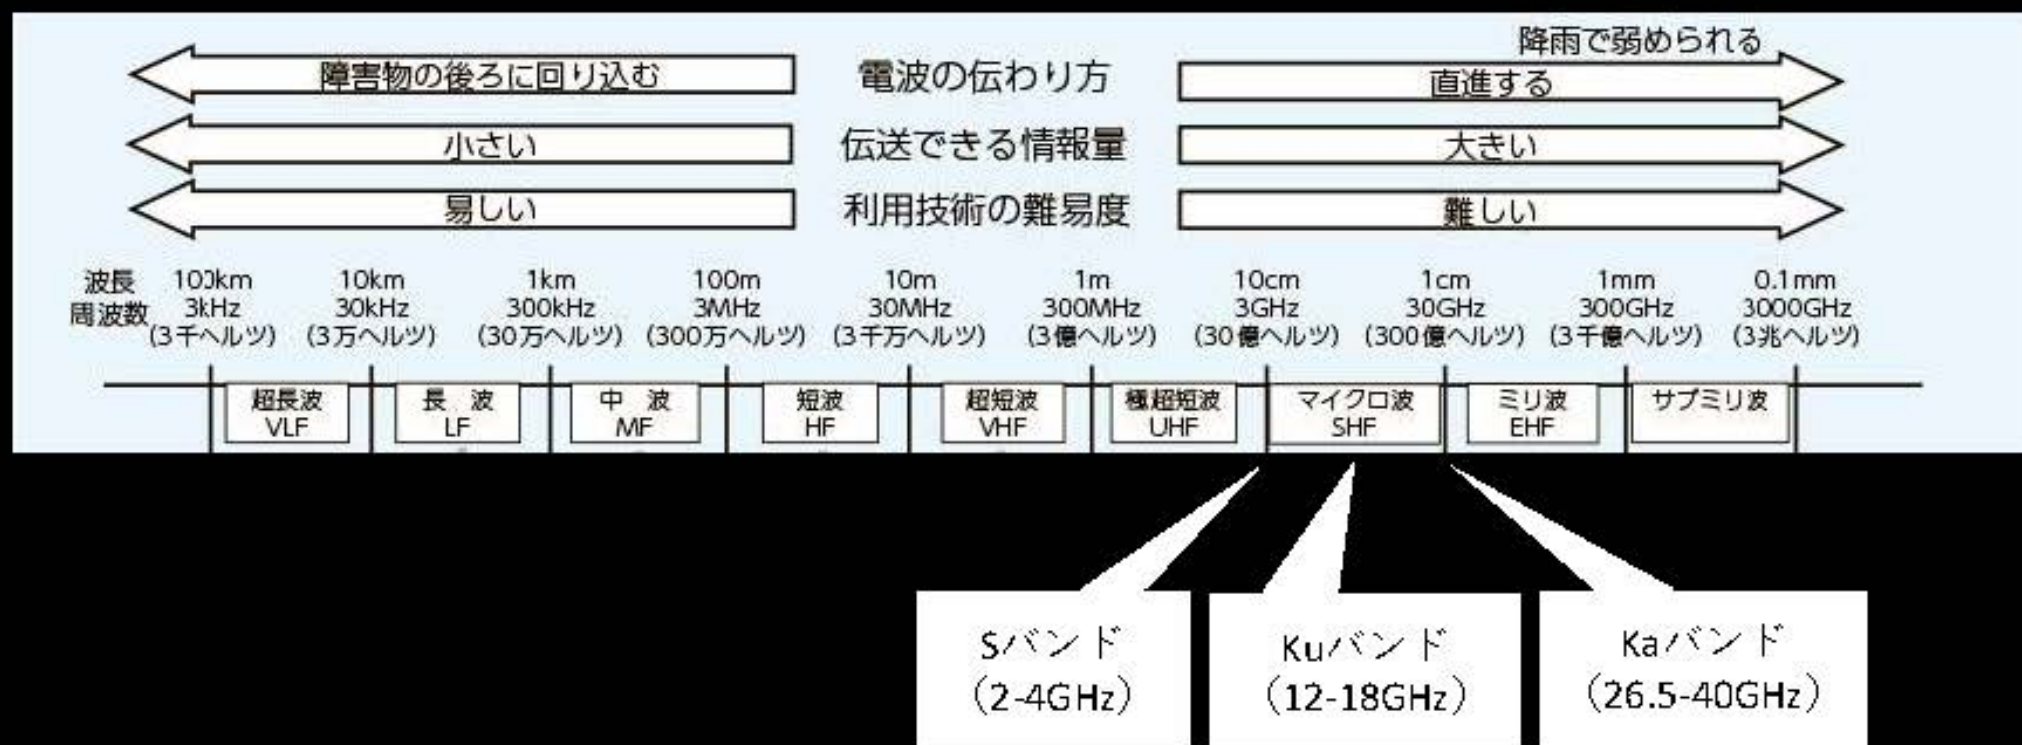 降雨で弱められる
障害物の後ろに回り込む 電波の伝わり方 直進する
小さい 伝送できる情報量 大きい
易しい 利用技術の難易度 難しい
波長 100km 10km 1km 100m 10m 1m 10cm 1cm 1mm 0.1mm
周波数 3kHz 30kHz 300kHz 3MHz 30MHz 300MHz 3GHz 30GHz 300GHz 3000GHz
(3千ヘルツ) (3万ヘルツ) (30万ヘルツ) (300万ヘルツ) (3千万ヘルツ) (3億ヘルツ) (30億ヘルツ) (300億ヘルツ) (3千億ヘルツ) (3兆ヘルツ)
超長波 長 波 中 波 短波 超短波 極超短波 マイクロ波 ミリ波 サブミリ波
VLF LF MF HF VHF UHF SHF EHF
Sバンド Kuバンド Kaバンド
(2-4GHz) (12-18GHz) (26.5-40GHz)